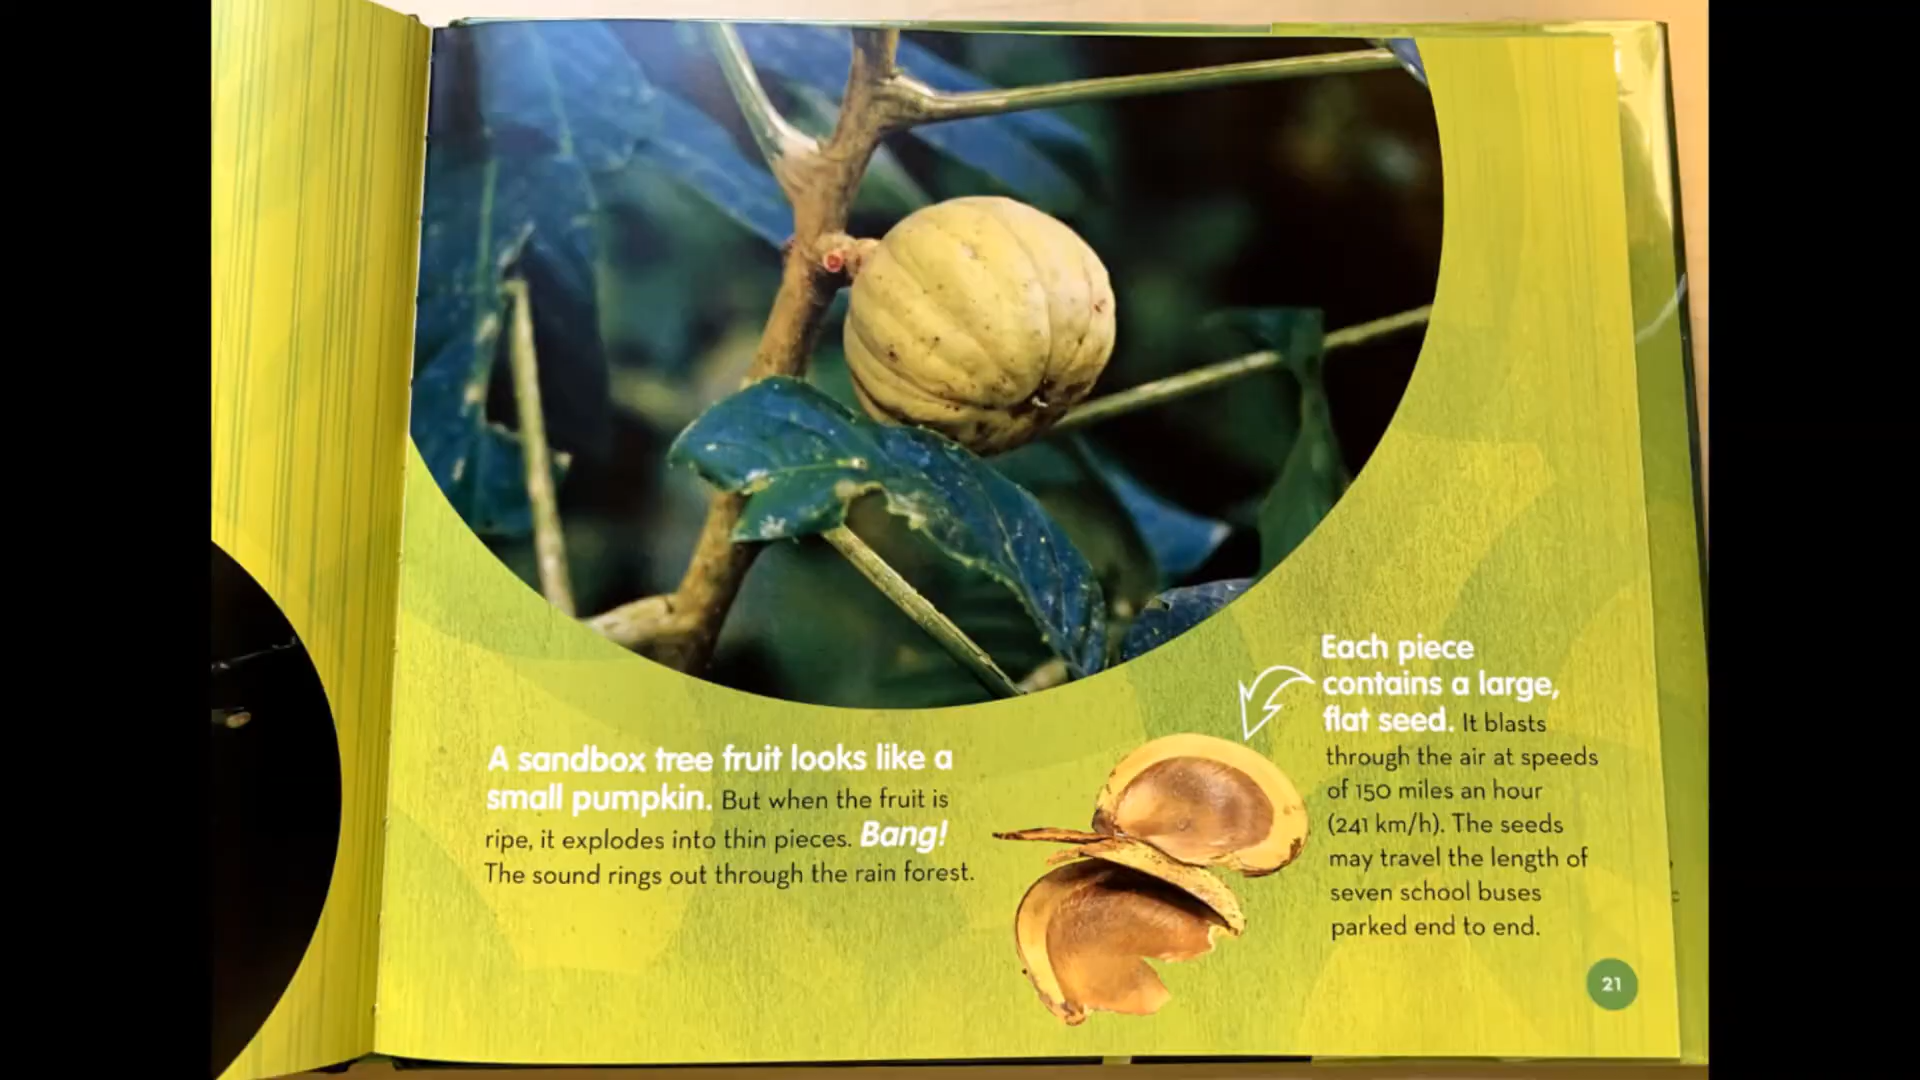 A sandbox tree fruit looks like a
small pumpkin. But when the fruit is
ripe, it explodes into thin pieces. Bang!
The sound rings out through the rain forest.
Each piece
contains a large,
flat seed. It blasts
through the air at speeds
of 150 miles an hour
(241 km/h). The seeds
may travel the length of
seven school buses
parked end to end.
21